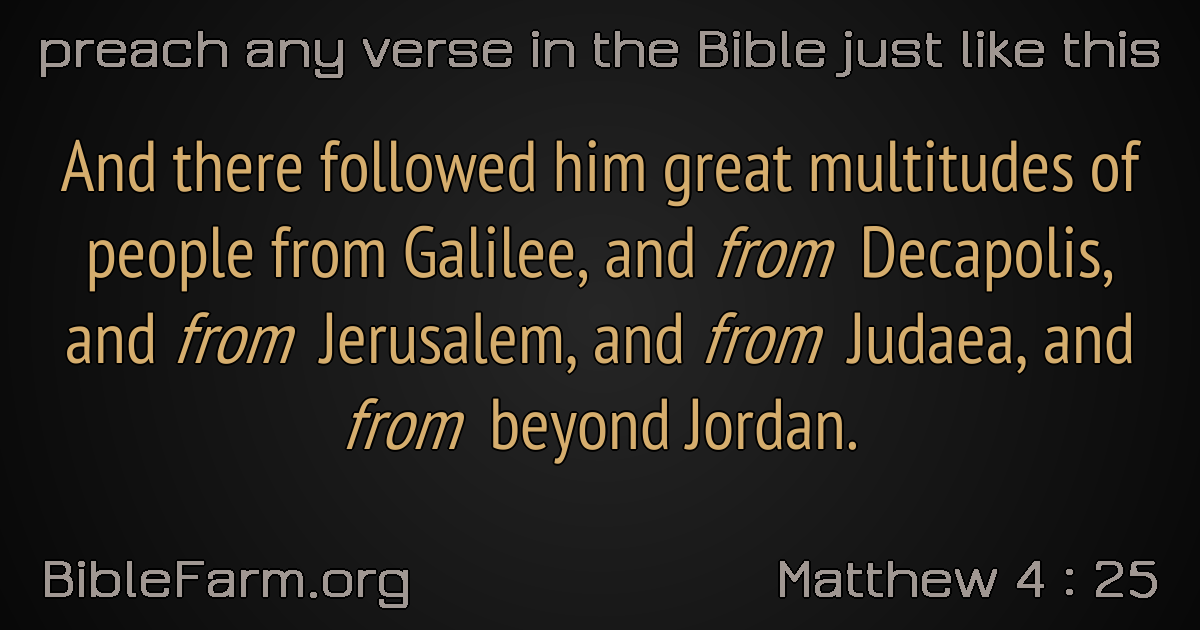 preach any verse in the Bible just like this
And there followed him great multitudes of
people from Galilee, and from Decapolis,
and from Jerusalem, and from Judaea, and
from beyond Jordan.
BibleFarm.org
Matthew 4 : 25